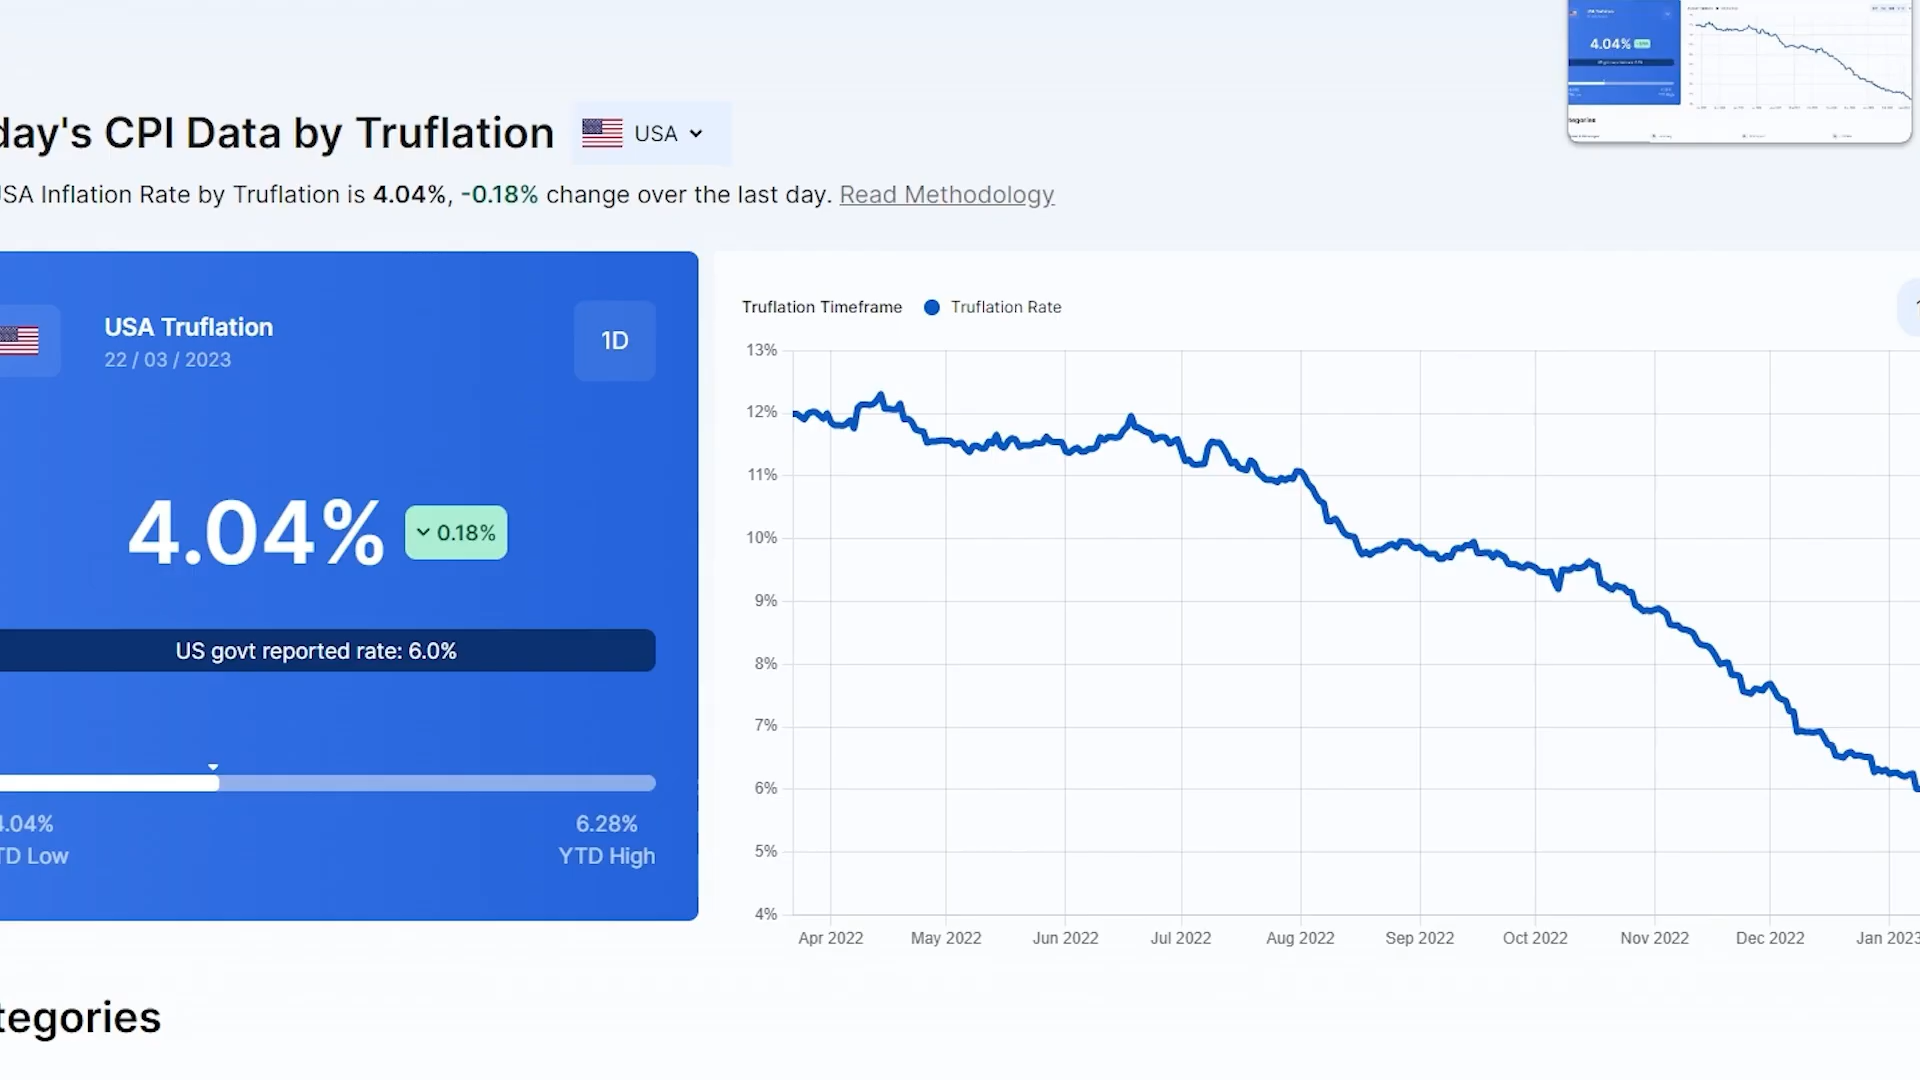 day's CPI Data by Truflation
USA
USA Inflation Rate by Truflation is 4.04%, -0.18% change over the last day. Read Methodology
USA Truflation
22 / 03 / 2023
1D
4.04%
0.18%
US govt reported rate: 6.0%
4.04%
TD Low
6.28%
YTD High
Truflation Timeframe
Truflation Rate
13%
12%
11%
10%
9%
8%
7%
6%
5%
4%
Apr 2022
May 2022
Jun 2022
Jul 2022
Aug 2022
Sep 2022
Oct 2022
Nov 2022
Dec 2022
Jan 2023
tegories
4.04%
tegories